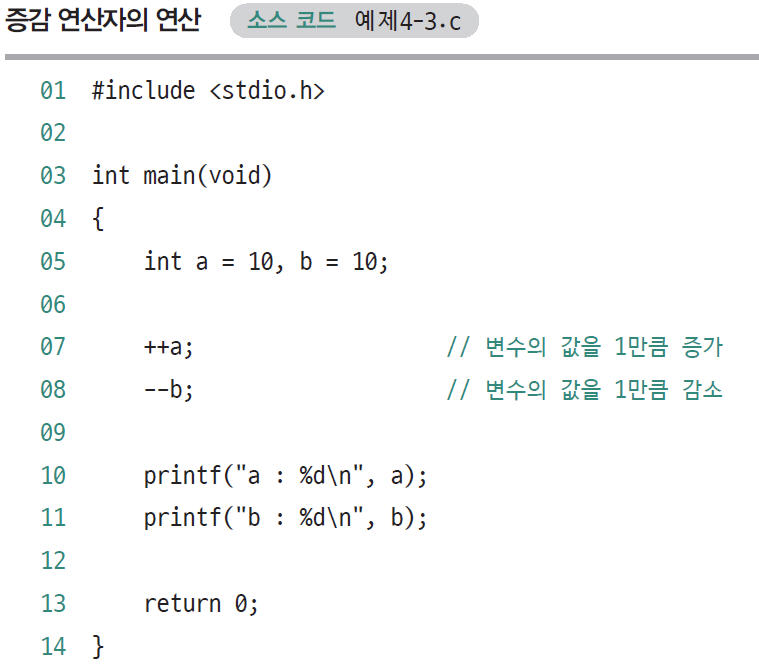 증감 연산자의 연산 소스 코드 예제4-3.c
01 #include <stdio.h>
02
03 int main(void)
04 {
05     int a = 10, b = 10;
06
07     ++a;                    // 변수의 값을 1만큼 증가
08     --b;                    // 변수의 값을 1만큼 감소
09
10     printf("a : %d\n", a);
11     printf("b : %d\n", b);
12
13     return 0;
14 }